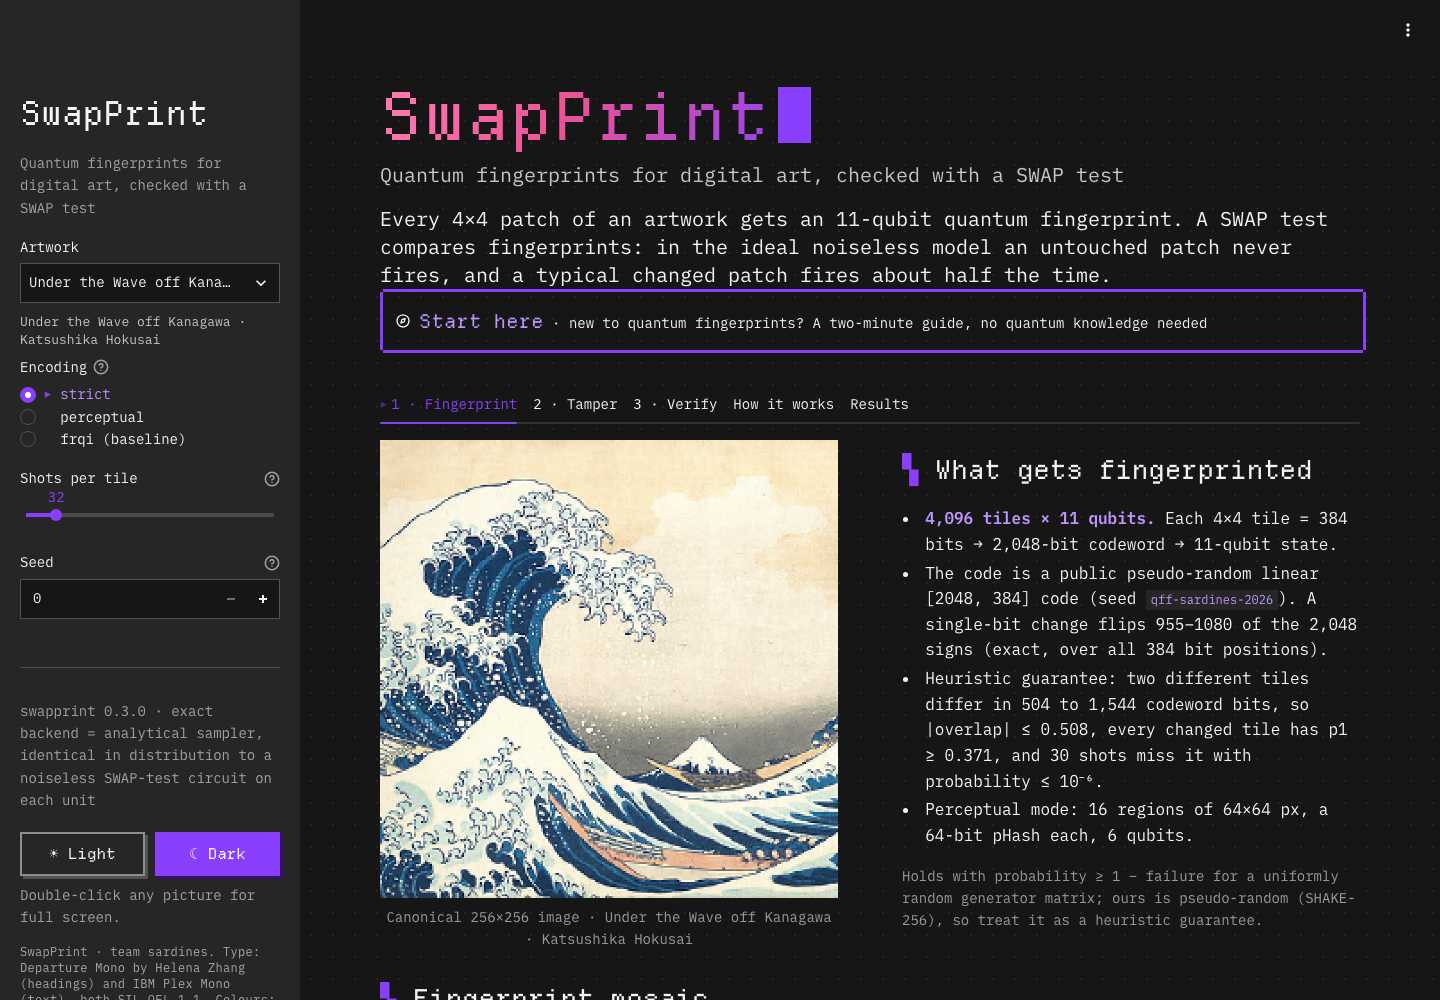 SwapPrint
Quantum fingerprints for
digital art, checked with a
SWAP test
Artwork
Under the Wave off Kana…
Under the Wave off Kanagawa ·
Katsushika Hokusai
Encoding
▸ strict
perceptual
frqi (baseline)
Shots per tile
32
Seed
0
swapprint 0.3.0 · exact
backend = analytical sampler,
identical in distribution to a
noiseless SWAP-test circuit on
each unit
☀ Light
☾ Dark
Double-click any picture for
full screen.
SwapPrint · team sardines. Type:
Departure Mono by Helena Zhang
(headings) and IBM Plex Mono
(text), both SIL OFL 1.1. Colours:
SwapPrint
Quantum fingerprints for digital art, checked with a SWAP test
Every 4×4 patch of an artwork gets an 11-qubit quantum fingerprint. A SWAP test
compares fingerprints: in the ideal noiseless model an untouched patch never
fires, and a typical changed patch fires about half the time.
Start here · new to quantum fingerprints? A two-minute guide, no quantum knowledge needed
▸1 · Fingerprint 2 · Tamper 3 · Verify How it works Results
Canonical 256×256 image · Under the Wave off Kanagawa
· Katsushika Hokusai
What gets fingerprinted
• 4,096 tiles × 11 qubits. Each 4×4 tile = 384
bits → 2,048-bit codeword → 11-qubit state.
• The code is a public pseudo-random linear
[2048, 384] code (seed qff-sardines-2026). A
single-bit change flips 955–1080 of the 2,048
signs (exact, over all 384 bit positions).
• Heuristic guarantee: two different tiles
differ in 504 to 1,544 codeword bits, so
|overlap| ≤ 0.508, every changed tile has p1
≥ 0.371, and 30 shots miss it with
probability ≤ 10⁻⁶.
• Perceptual mode: 16 regions of 64×64 px, a
64-bit pHash each, 6 qubits.
Holds with probability ≥ 1 − failure for a uniformly
random generator matrix; ours is pseudo-random (SHAKE-
256), so treat it as a heuristic guarantee.
Fingerprint mosaic